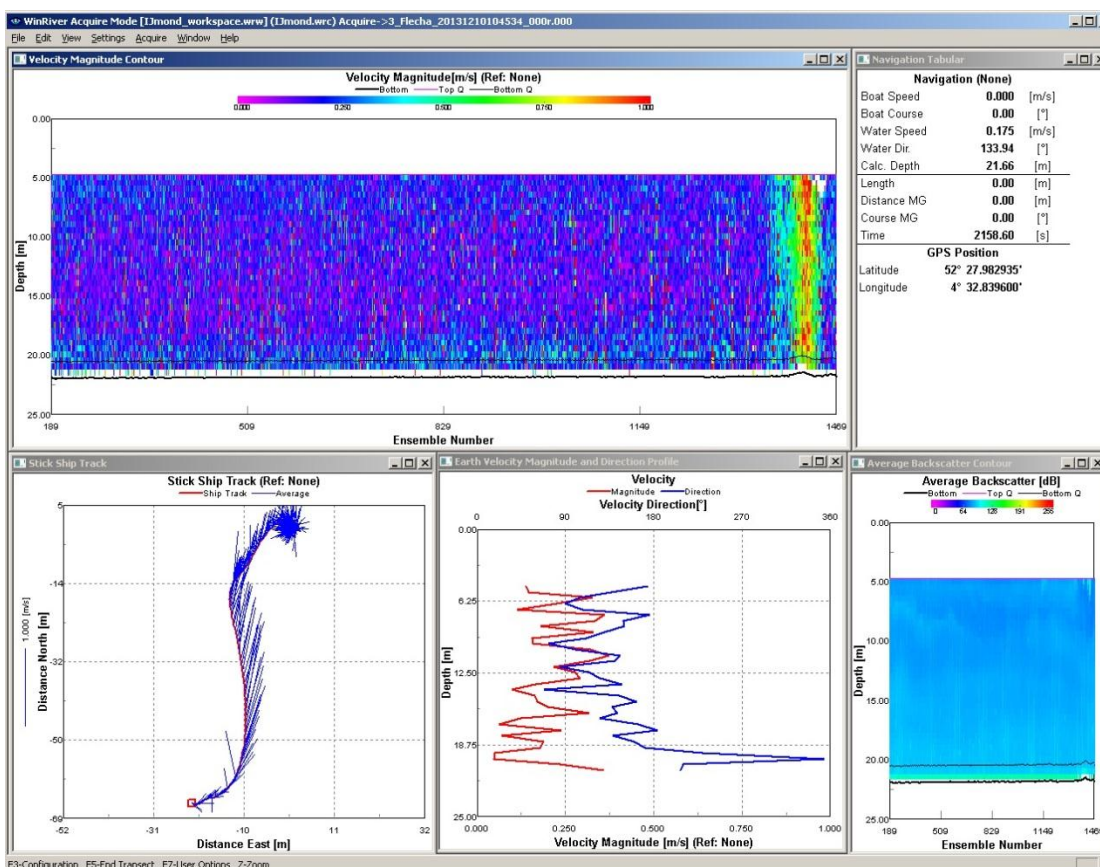 WinRiver Acquire Mode [IJmond_workspace.wrw] (IJmond.wrc) Acquire->3_Flecha_20131210104534_000r.000
File Edit View Settings Acquire Window Help
Velocity Magnitude Contour
Velocity Magnitude[m/s] (Ref: None)
Bottom Top Q Bottom Q
0.000 0.250 0.500 0.750 1.000
0.00
5.00
10.00
15.00
20.00
25.00
Depth [m]
189 509 829 1149 1469
Ensemble Number
Navigation Tabular
Navigation (None)
Boat Speed 0.000 [m/s]
Boat Course 0.00 [°]
Water Speed 0.175 [m/s]
Water Dir. 133.94 [°]
Calc. Depth 21.66 [m]
Length 0.00 [m]
Distance MG 0.00 [m]
Course MG 0.00 [°]
Time 2158.60 [s]
GPS Position
Latitude 52° 27.982935'
Longitude 4° 32.839600'
Stick Ship Track
Stick Ship Track (Ref: None)
Ship Track Average
5
-14
-32
-50
-69
1.000 [m/s]
Distance North [m]
-52 -31 -10 11 32
Distance East [m]
Earth Velocity Magnitude and Direction Profile
Velocity
Magnitude Direction
Velocity Direction[°]
0 90 180 270 360
0.00
6.25
12.50
18.75
25.00
Depth [m]
0.000 0.250 0.500 0.750 1.000
Velocity Magnitude [m/s] (Ref: None)
Average Backscatter Contour
Average Backscatter [dB]
Bottom Top Q Bottom Q
0 64 128 191 255
0.00
5.00
10.00
15.00
20.00
25.00
Depth [m]
189 509 829 1149 1469
Ensemble Number
F3-Configuration F5-End Transect F7-User Options Z-Zoom